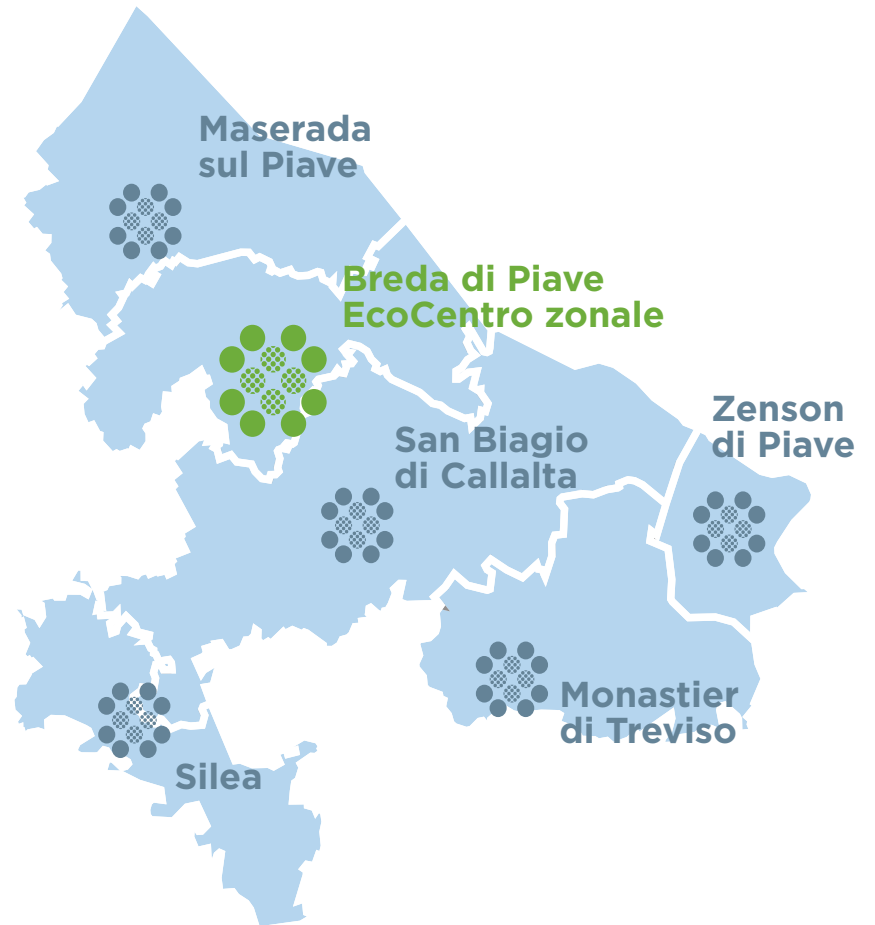 Maserada
sul Piave
Breda di Piave
EcoCentro zonale
Zenson
di Piave
San Biagio
di Callalta
Monastier
di Treviso
Silea